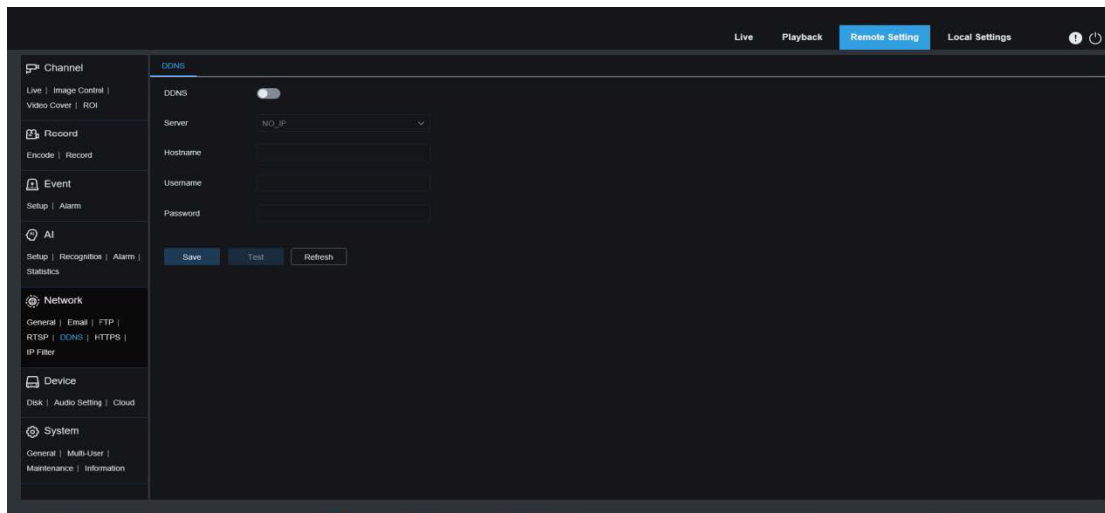 Live Playback Remote Setting Local Settings
Channel
Live | Image Control |
Video Cover | ROI
Record
Encode | Record
Event
Setup | Alarm
AI
Setup | Recognition | Alarm |
Statistics
Network
General | Email | FTP |
RTSP | DDNS | HTTPS |
IP Filter
Device
Disk | Audio Setting | Cloud
System
General | Multi-User |
Maintenance | Information
DDNS
DDNS
Server NO_IP
Hostname
Username
Password
Save Test Refresh